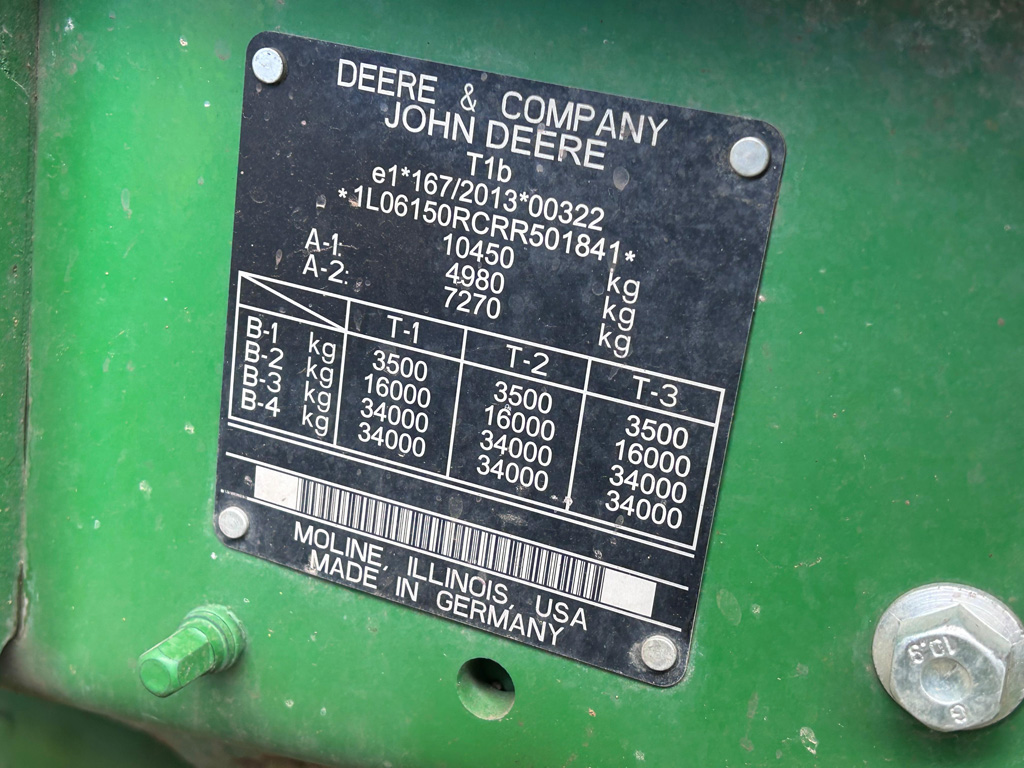 DEERE & COMPANY
JOHN DEERE
T1b
e1*167/2013*00322
*1L06150RCRR501841*
10450 kg
A-1: 4980 kg
A-2: 7270 kg
T-1 T-2 T-3
B-1 kg 3500 3500 3500
B-2 kg 16000 16000 16000
B-3 kg 34000 34000 34000
B-4 kg 34000 34000 34000
MOLINE, ILLINOIS, USA
MADE IN GERMANY
10.9